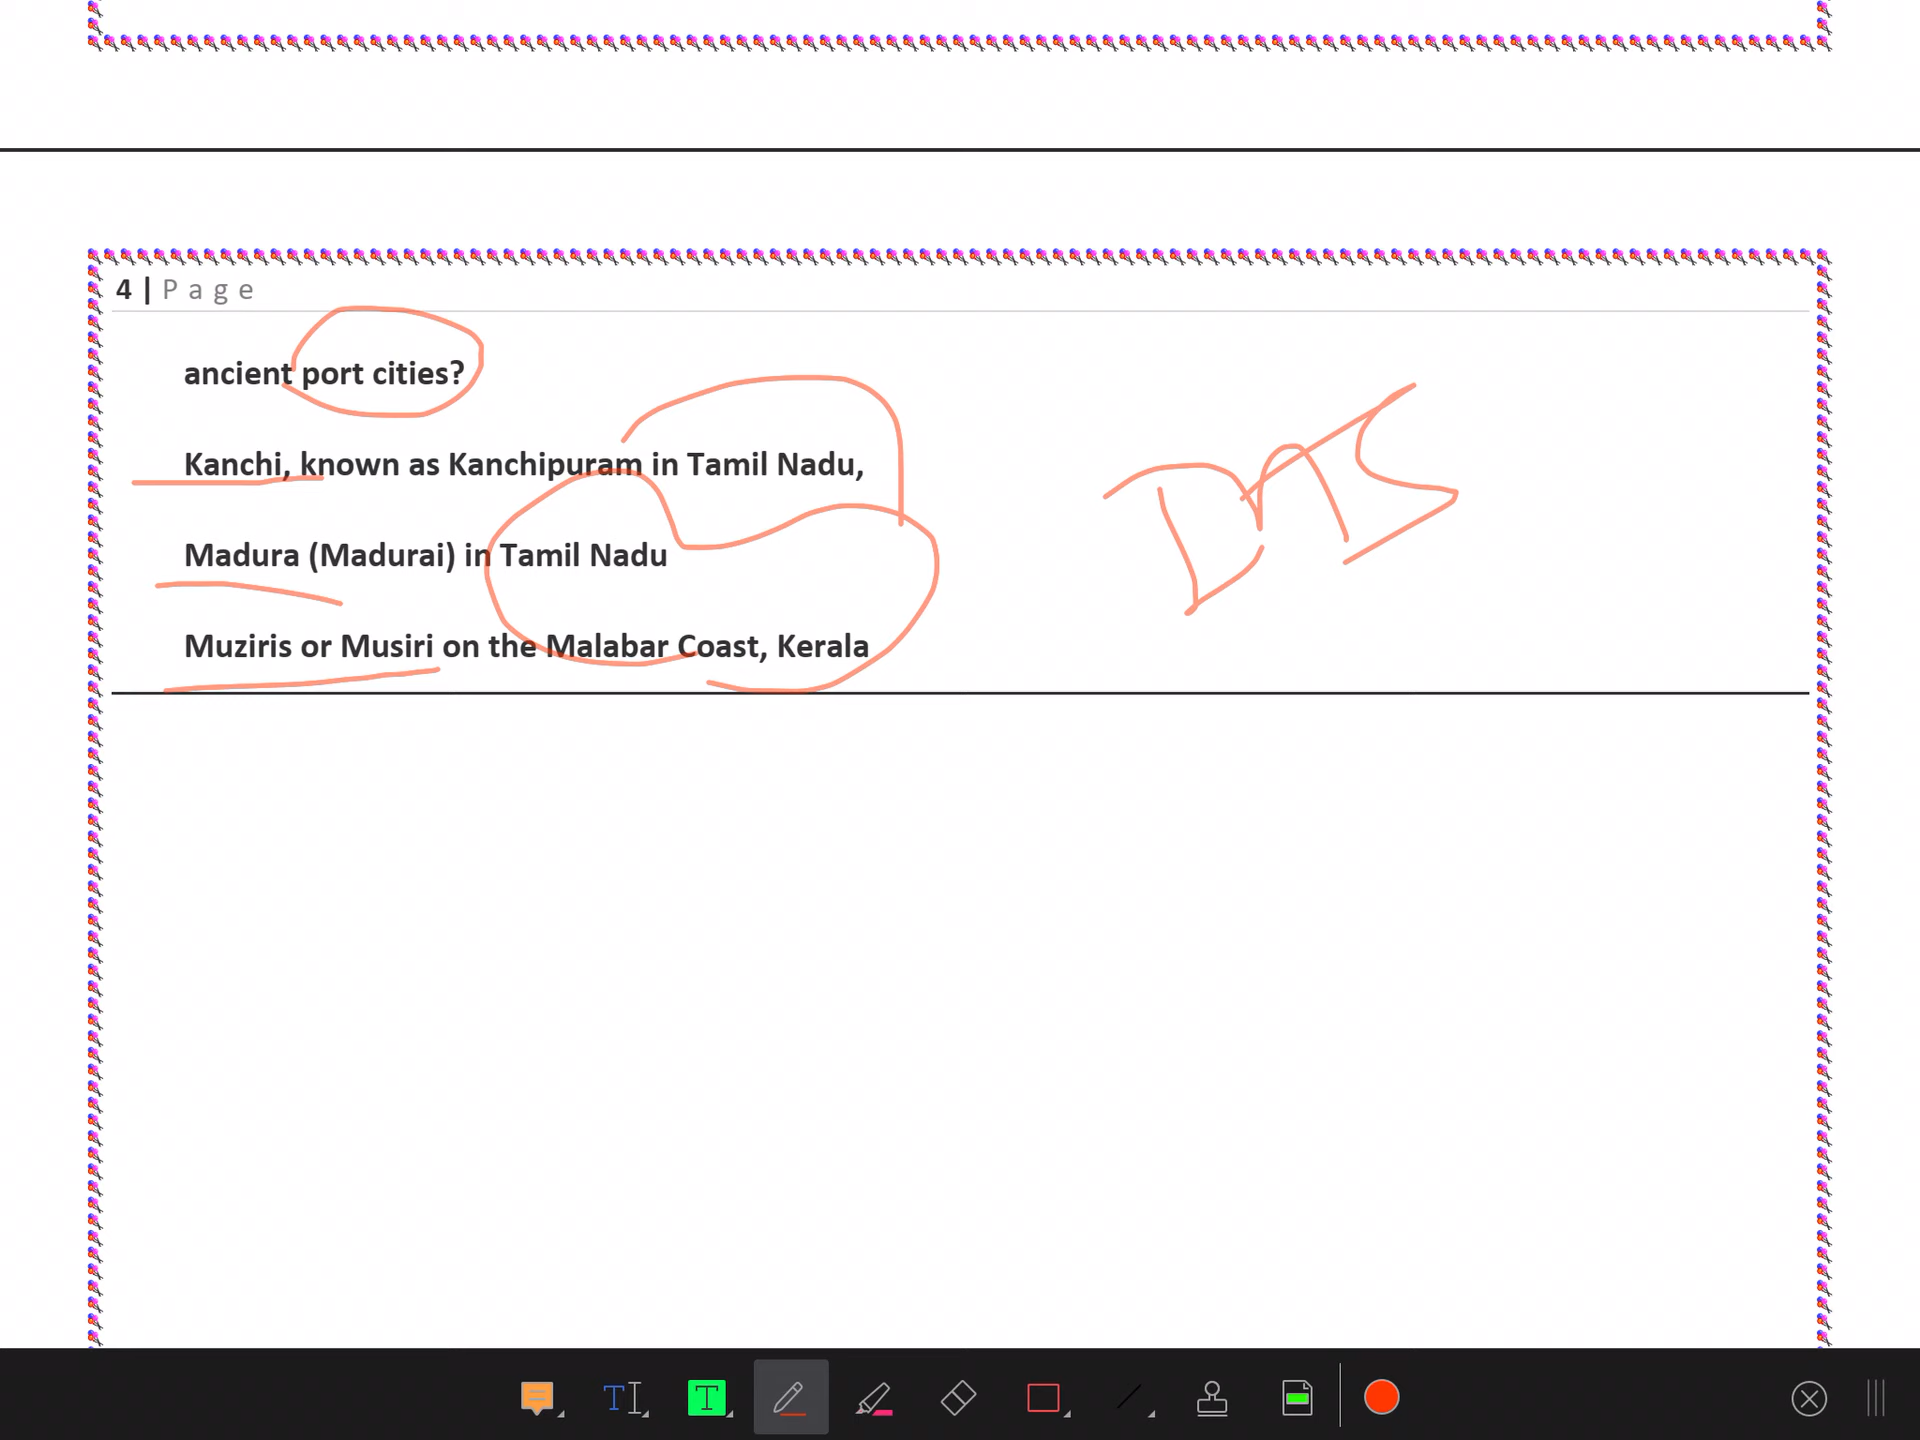 4 | Page
ancient port cities?
Kanchi, known as Kanchipuram in Tamil Nadu,
Madura (Madurai) in Tamil Nadu
Muziris or Musiri on the Malabar Coast, Kerala